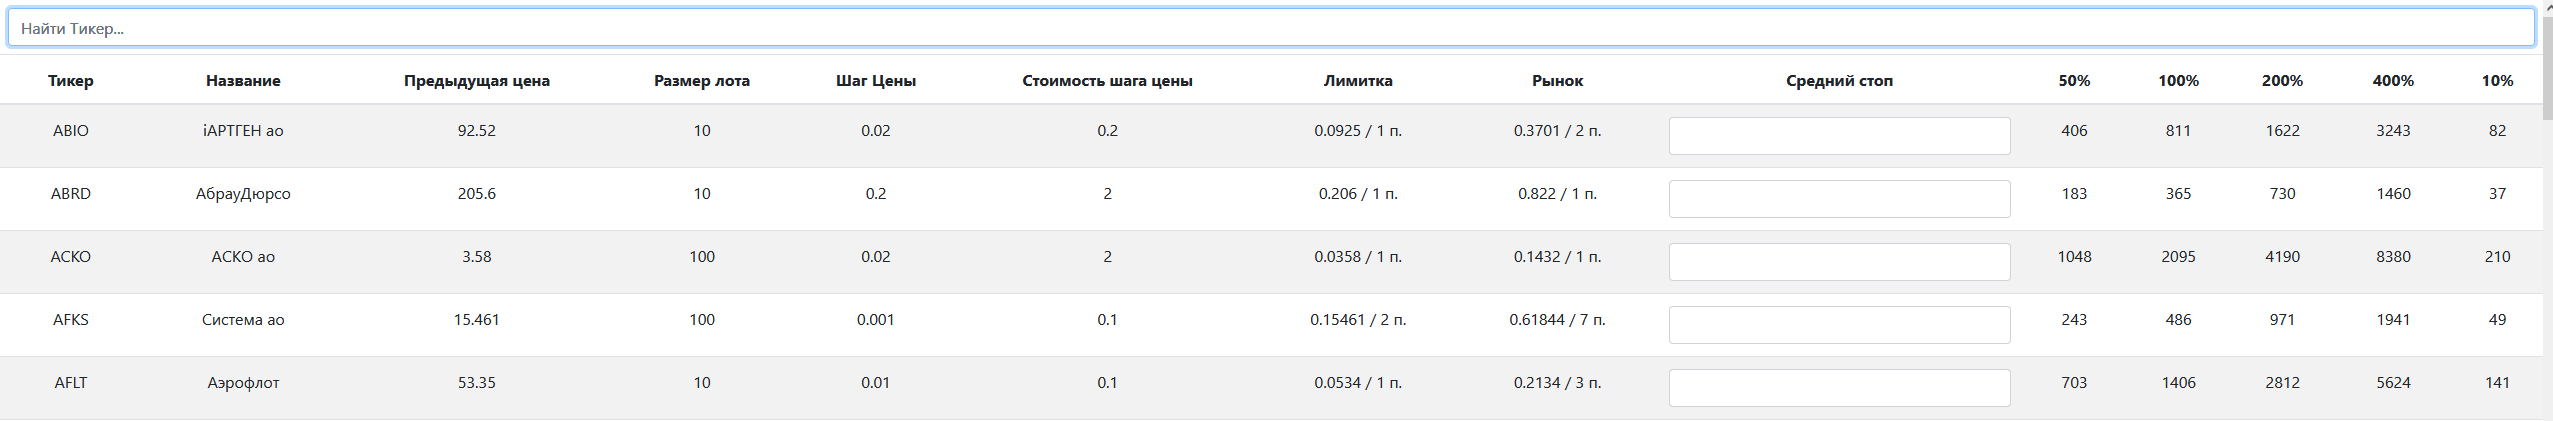 Найти Тикер...
Тикер Название Предыдущая цена Размер лота Шаг Цены Стоимость шага цены Лимитка Рынок Средний стоп 50% 100% 200% 400% 10%
ABIO iАРТГЕН ао 92.52 10 0.02 0.2 0.0925 / 1 п. 0.3701 / 2 п. 406 811 1622 3243 82
ABRD АбрауДюрсо 205.6 10 0.2 2 0.206 / 1 п. 0.822 / 1 п. 183 365 730 1460 37
ACKO АСКО ао 3.58 100 0.02 2 0.0358 / 1 п. 0.1432 / 1 п. 1048 2095 4190 8380 210
AFKS Система ао 15.461 100 0.001 0.1 0.15461 / 2 п. 0.61844 / 7 п. 243 486 971 1941 49
AFLT Аэрофлот 53.35 10 0.01 0.1 0.0534 / 1 п. 0.2134 / 3 п. 703 1406 2812 5624 141